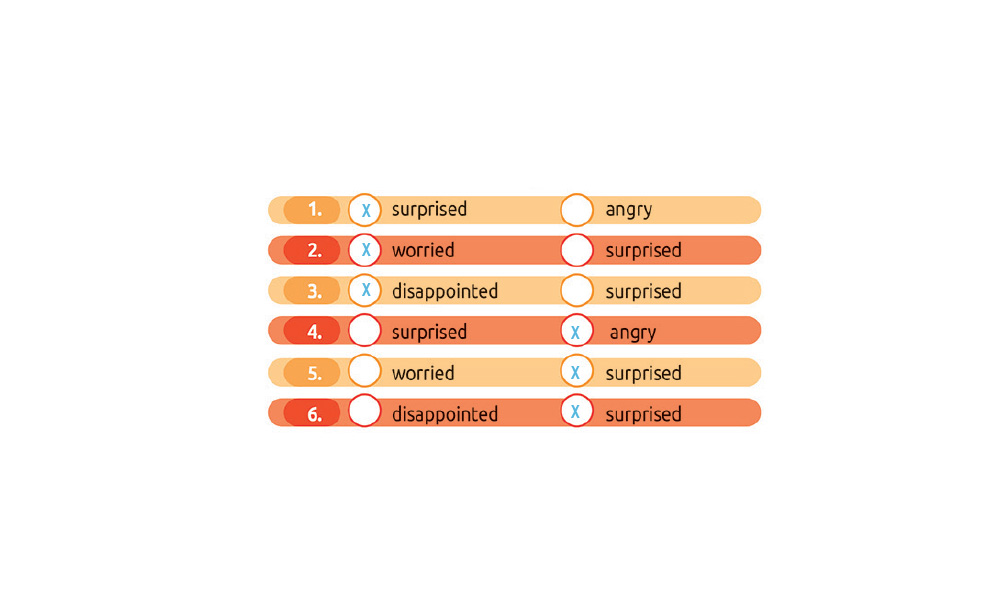 1. X surprised angry
2. X worried surprised
3. X disappointed surprised
4. surprised X angry
5. worried X surprised
6. disappointed X surprised